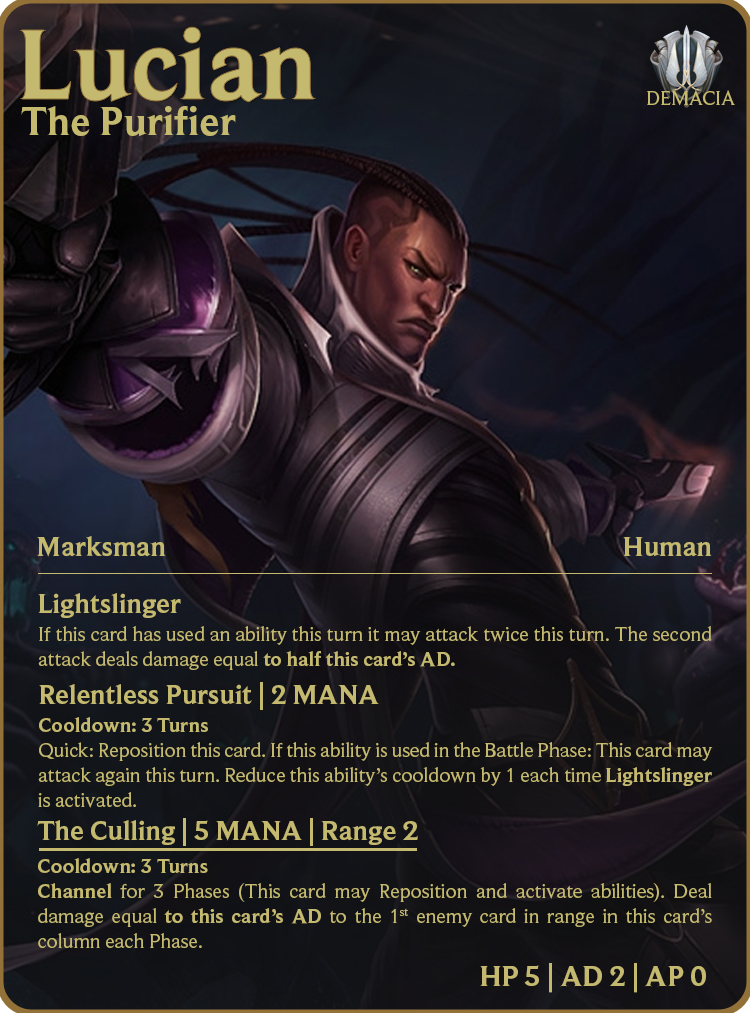 Lucian
The Purifier
DEMACIA
Marksman
Human
Lightslinger
If this card has used an ability this turn it may attack twice this turn. The second
attack deals damage equal to half this card's AD.
Relentless Pursuit | 2 MANA
Cooldown: 3 Turns
Quick: Reposition this card. If this ability is used in the Battle Phase: This card may
attack again this turn. Reduce this ability's cooldown by 1 each time Lightslinger
is activated.
The Culling | 5 MANA | Range 2
Cooldown: 3 Turns
Channel for 3 Phases (This card may Reposition and activate abilities). Deal
damage equal to this card's AD to the 1st enemy card in range in this card's
column each Phase.
HP 5 | AD 2 | AP 0